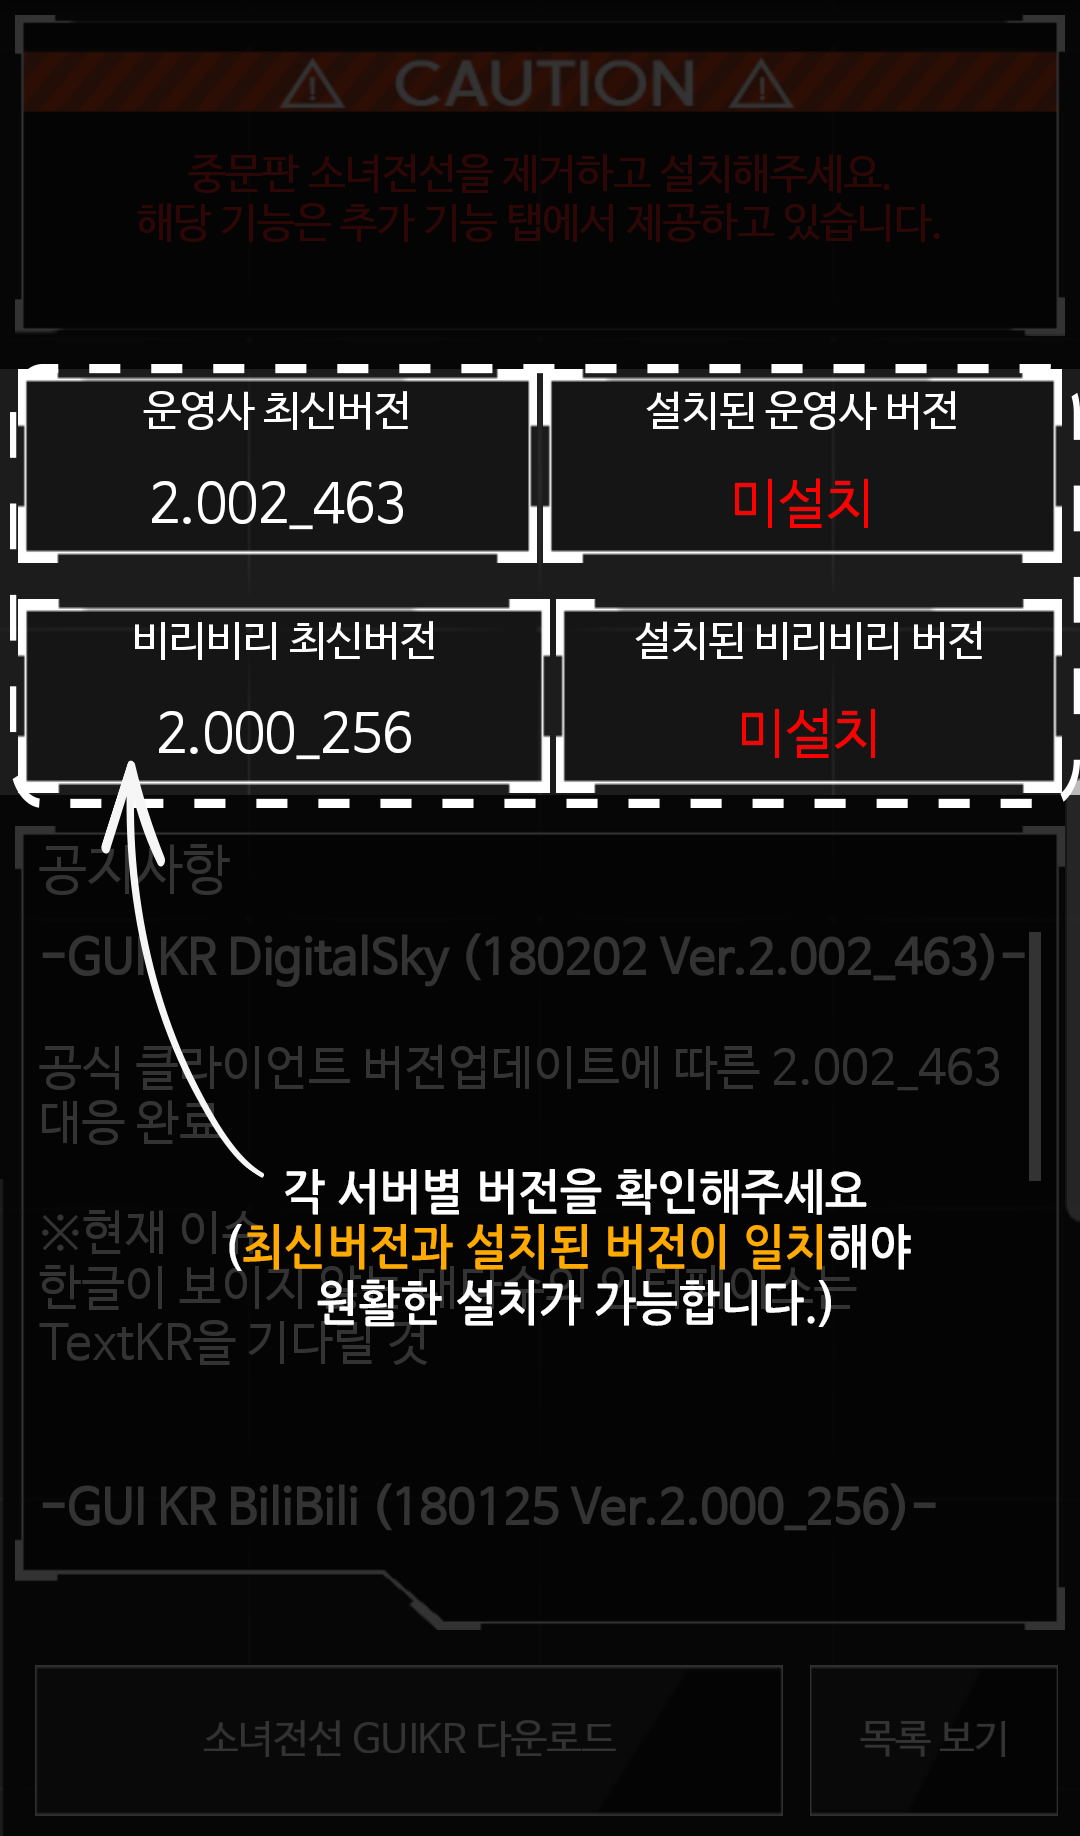 CAUTION
중문판 소녀전선을 제거하고 설치해주세요.
해당 기능은 추가 기능 탭에서 제공하고 있습니다.
운영사 최신버전
2.002_463
설치된 운영사 버전
미설치
비리비리 최신버전
2.000_256
설치된 비리비리 버전
미설치
공지사항
-GUI KR DigitalSky (180202 Ver.2.002_463)-
공식 클라이언트 버전업데이트에 따른 2.002_463
대응 완료
각 서버별 버전을 확인해주세요
(최신버전과 설치된 버전이 일치해야
원활한 설치가 가능합니다.)
※현재 이슈
한글이 보이지 않는 대다수의 인터페이스는
TextKR을 기다릴 것
-GUI KR BiliBili (180125 Ver.2.000_256)-
소녀전선 GUIKR 다운로드
목록 보기